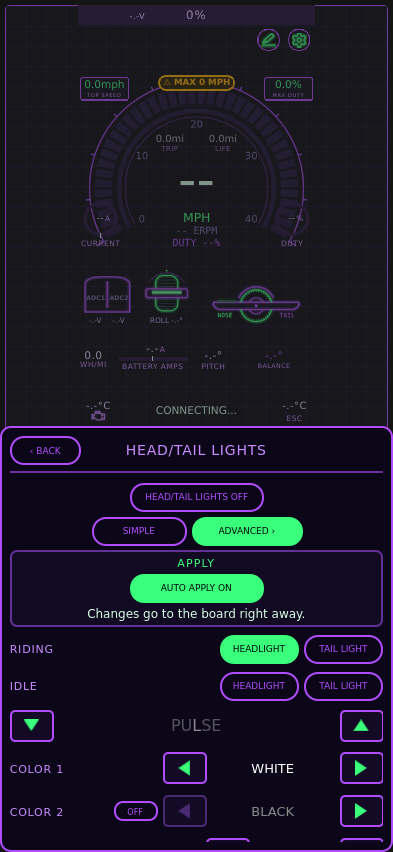 -.-V 0%
0.0mph
TOP SPEED
⚠ MAX 0 MPH
0.0%
MAX DUTY
20
0.0mi 0.0mi
TRIP LIFE
10 30
--
--A --%
0 MPH 40
-- ERPM
CURRENT DUTY --% DUTY
ADC1 ADC2
NOSE TAIL
-.-V -.-V ROLL -.-°
0.0 -.-A -.-° -.-°
WH/MI BATTERY AMPS PITCH BALANCE
-.-°C CONNECTING... -.-°C
ESC
‹ BACK HEAD/TAIL LIGHTS
HEAD/TAIL LIGHTS OFF
SIMPLE ADVANCED ›
APPLY
AUTO APPLY ON
Changes go to the board right away.
RIDING HEADLIGHT TAIL LIGHT
IDLE HEADLIGHT TAIL LIGHT
PULSE
COLOR 1 WHITE
COLOR 2 OFF BLACK